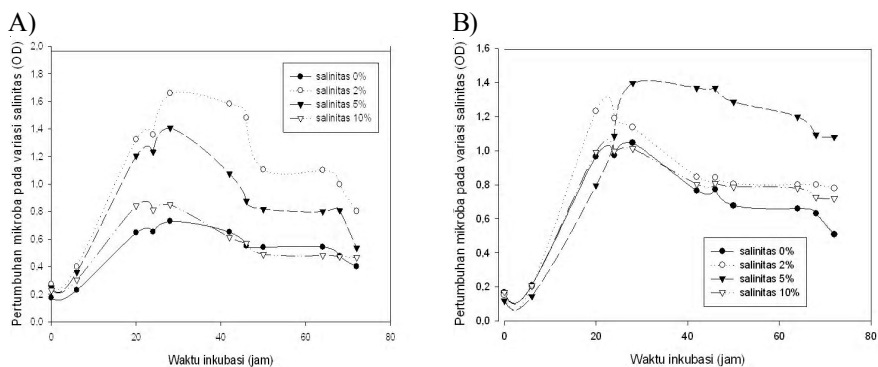 A)
Pertumbuhan mikroba pada variasi salinitas (OD)
2.0
1.8
1.6
1.4
1.2
1.0
0.8
0.6
0.4
0.2
0.0
0
20
40
60
80
Waktu inkubasi (jam)
salinitas 0%
salinitas 2%
salinitas 5%
salinitas 10%
B)
Pertumbuhan mikroba pada variasi salinitas (OD)
1,6
1,4
1,2
1,0
0,8
0,6
0,4
0,2
0,0
0
20
40
60
80
Waktu inkubasi (jam)
salinitas 0%
salinitas 2%
salinitas 5%
salinitas 10%